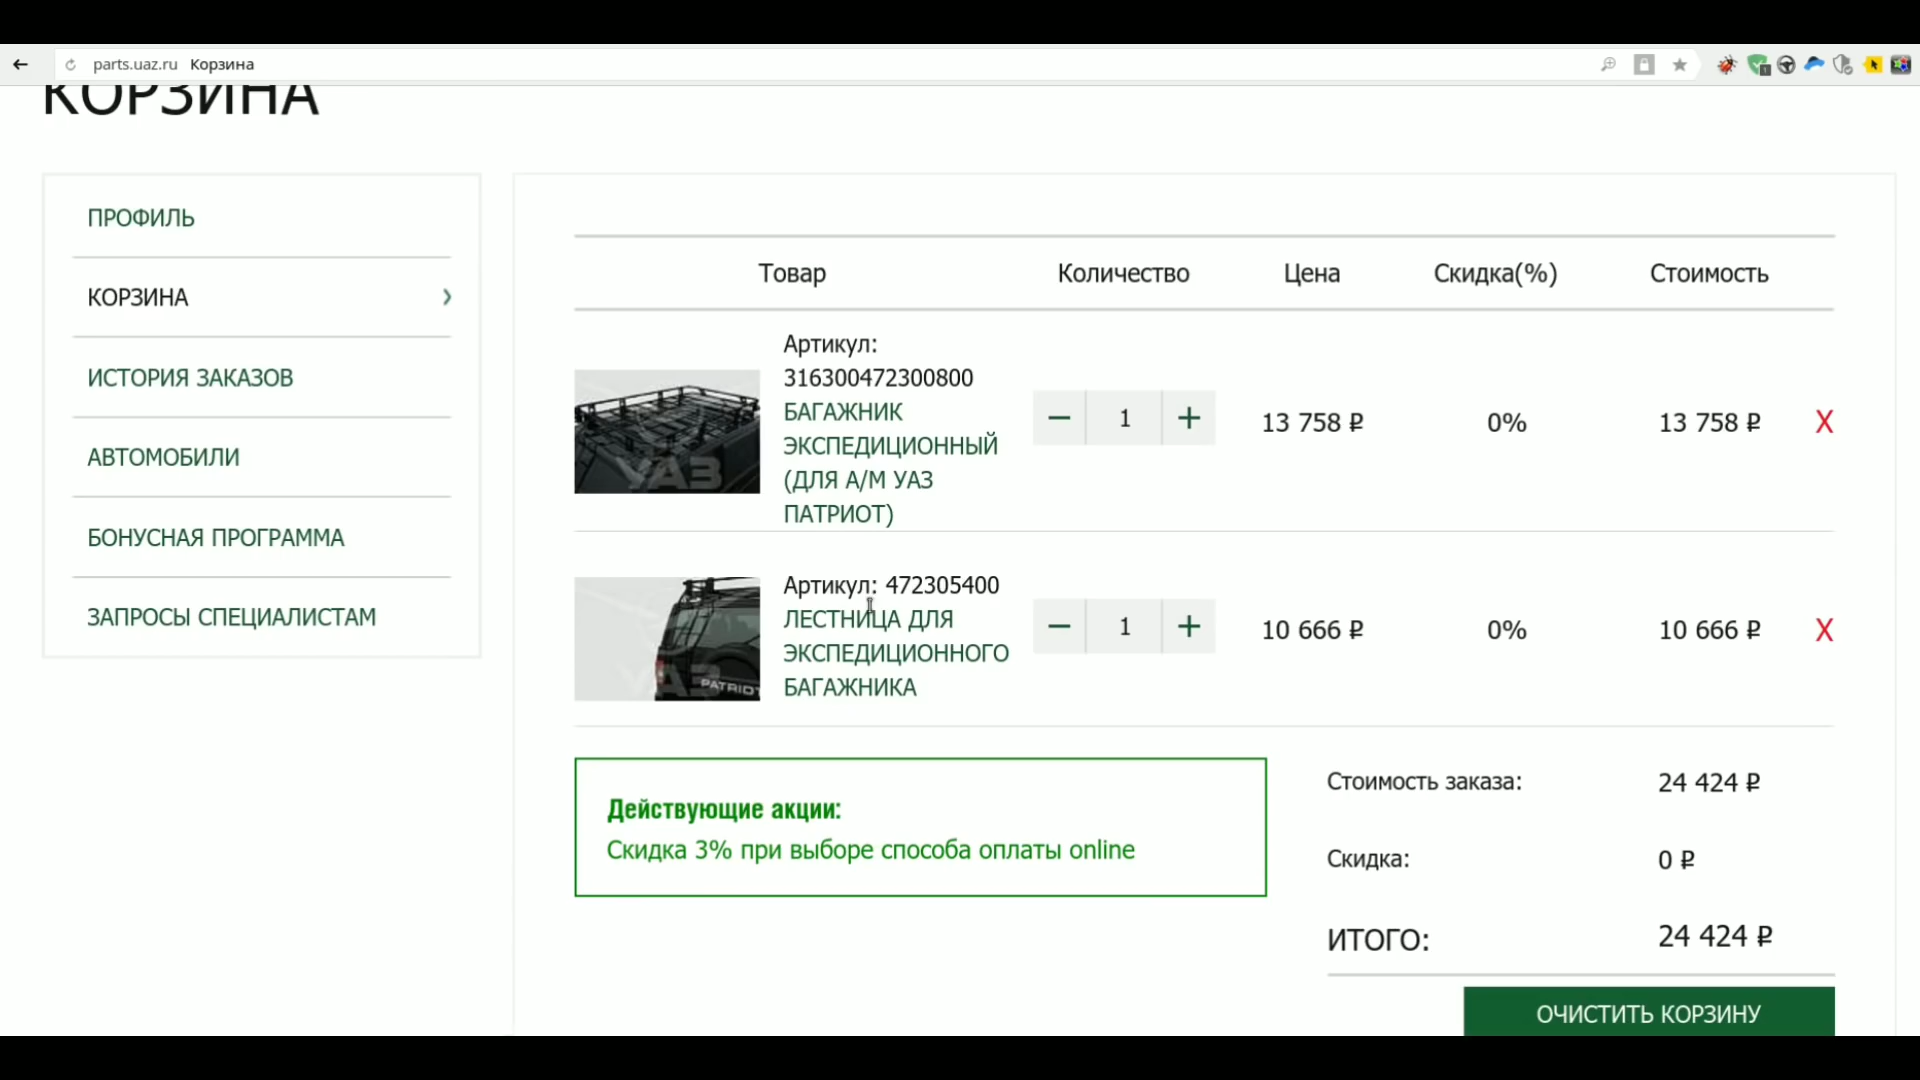 parts.uaz.ru Корзина
КОРЗИНА
ПРОФИЛЬ
КОРЗИНА
ИСТОРИЯ ЗАКАЗОВ
АВТОМОБИЛИ
БОНУСНАЯ ПРОГРАММА
ЗАПРОСЫ СПЕЦИАЛИСТАМ
Товар Количество Цена Скидка(%) Стоимость
Артикул:
316300472300800
БАГАЖНИК
ЭКСПЕДИЦИОННЫЙ
(ДЛЯ А/М УАЗ
ПАТРИОТ)
УАЗ
1
13 758 ₽
0%
13 758 ₽
X
Артикул: 472305400
ЛЕСТНИЦА ДЛЯ
ЭКСПЕДИЦИОННОГО
БАГАЖНИКА
УАЗ
PATRIOT
1
10 666 ₽
0%
10 666 ₽
X
Действующие акции:
Скидка 3% при выборе способа оплаты online
Стоимость заказа: 24 424 ₽
Скидка: 0 ₽
ИТОГО: 24 424 ₽
ОЧИСТИТЬ КОРЗИНУ